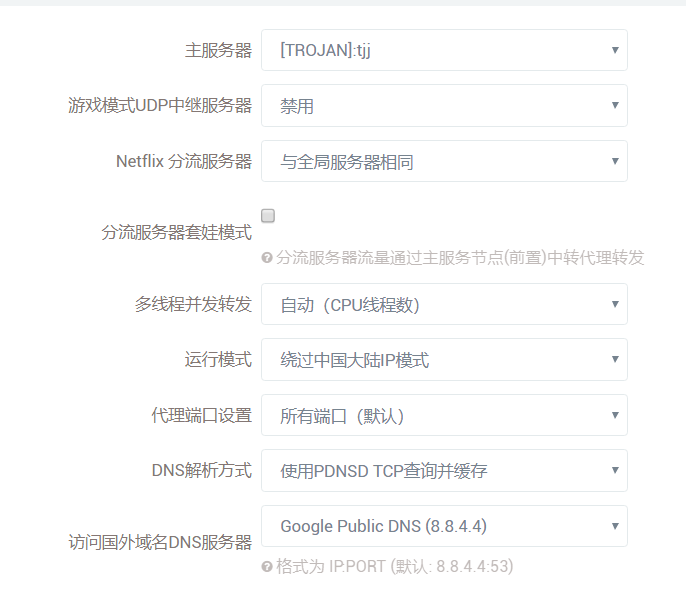 主服务器 [TROJAN]:tjj
游戏模式UDP中继服务器 禁用
Netflix 分流服务器 与全局服务器相同
分流服务器套娃模式
分流服务器流量通过主服务节点(前置)中转代理转发
多线程并发转发 自动（CPU线程数）
运行模式 绕过中国大陆IP模式
代理端口设置 所有端口（默认）
DNS解析方式 使用PDNSD TCP查询并缓存
访问国外域名DNS服务器 Google Public DNS (8.8.4.4)
格式为 IP:PORT (默认: 8.8.4.4:53)